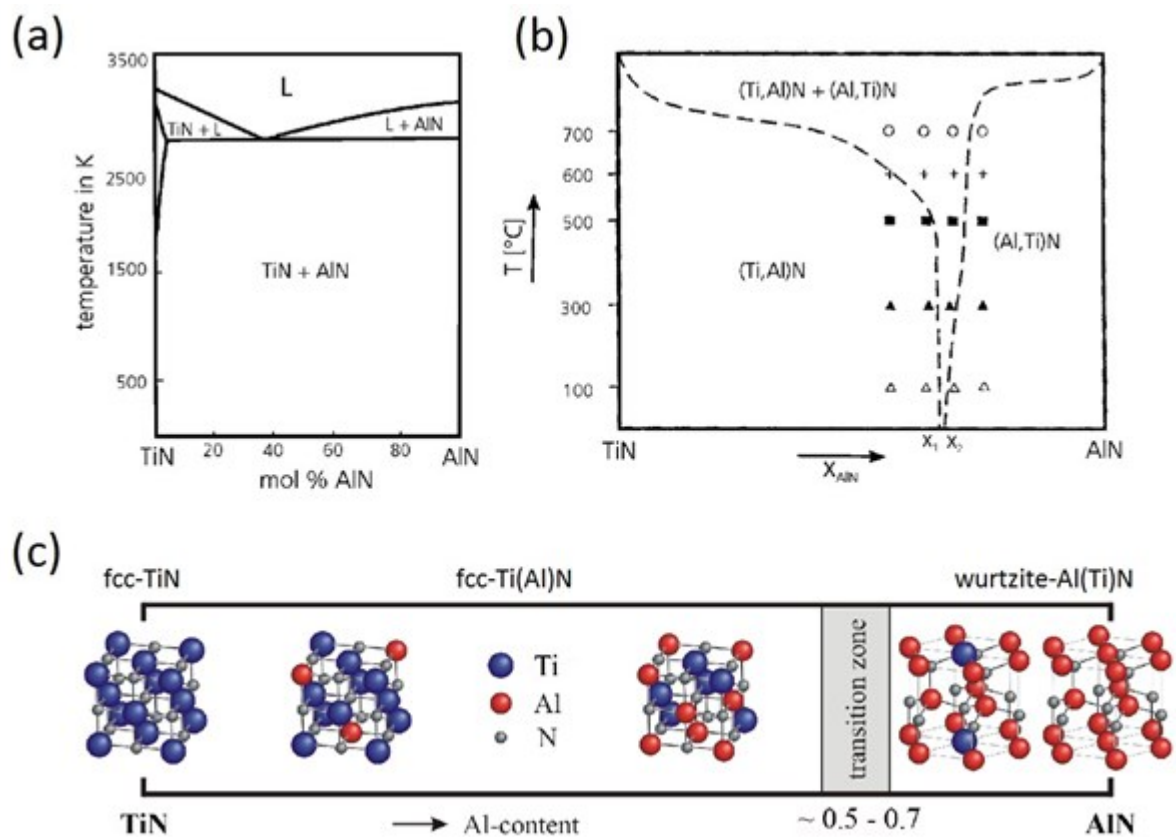 (a)
3500
2500
1500
500
temperature in K
L
TiN + L
L + AlN
TiN + AlN
TiN
20
40
60
80
AlN
mol % AlN
(b)
700
600
500
300
100
T [°C]
(Ti,Al)N + (Al,Ti)N
(Ti,Al)N
(Al,Ti)N
TiN
X₁ X₂
AlN
X_AlN
(c)
fcc-TiN
fcc-Ti(Al)N
wurtzite-Al(Ti)N
Ti
Al
N
transition zone
TiN
Al-content
~ 0.5 - 0.7
AlN